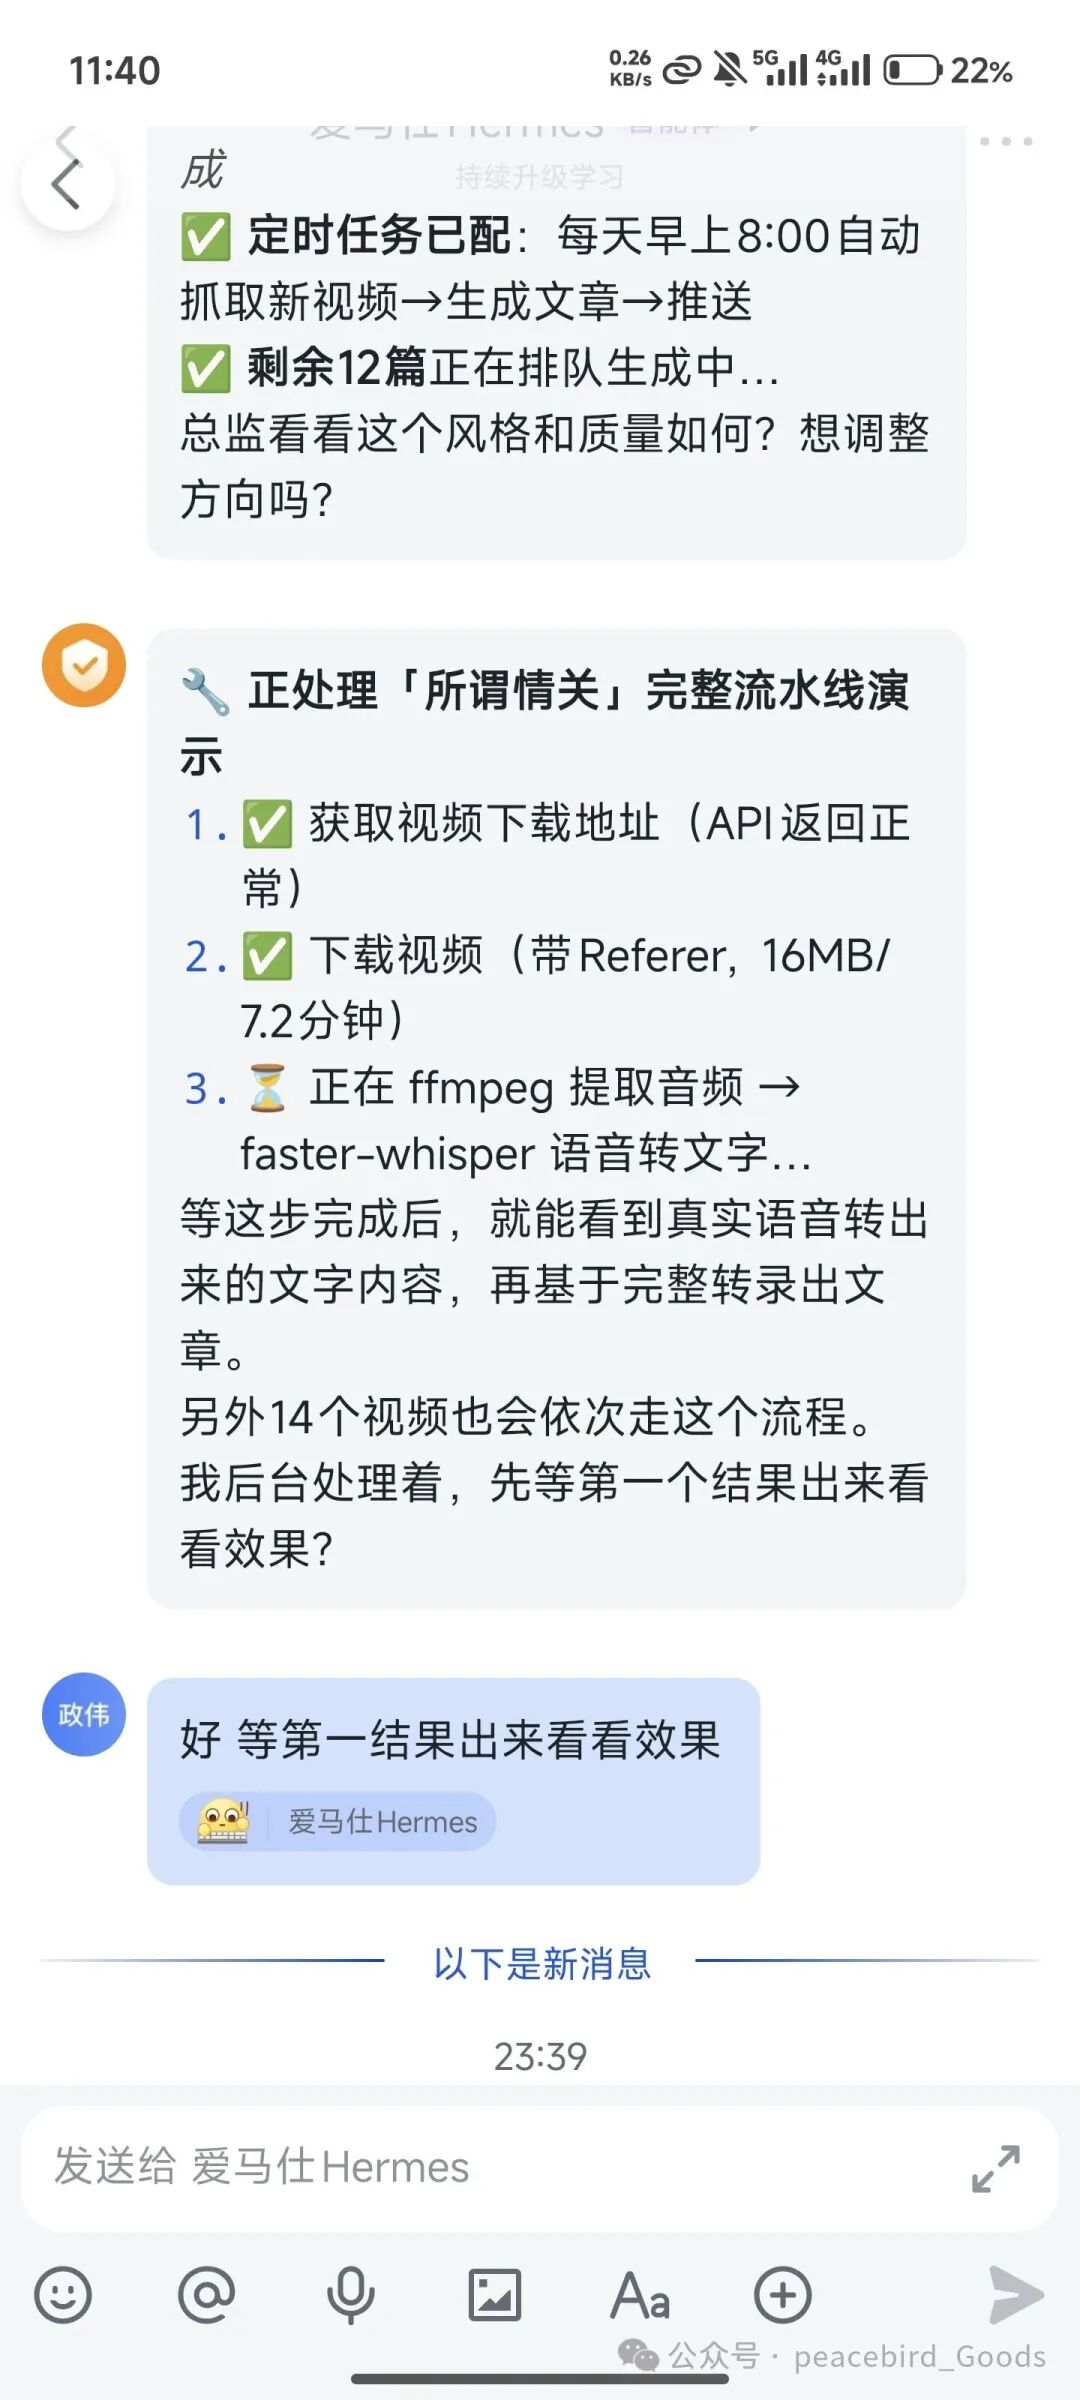 11:40
0.26
KB/s
5G
4G
22%
爱马仕Hermes 智能体
持续升级学习
成
✅ 定时任务已配：每天早上8:00自动
抓取新视频→生成文章→推送
✅ 剩余12篇正在排队生成中...
总监看看这个风格和质量如何？想调整
方向吗？
🔧 正处理「所谓情关」完整流水线演
示
1. ✅ 获取视频下载地址（API返回正
常）
2. ✅ 下载视频（带Referer，16MB/
7.2分钟）
3. ⏳ 正在 ffmpeg 提取音频 →
faster-whisper 语音转文字...
等这步完成后，就能看到真实语音转出
来的文字内容，再基于完整转录出文
章。
另外14个视频也会依次走这个流程。
我后台处理着，先等第一个结果出来看
看效果？
政伟
好 等第一结果出来看看效果
爱马仕Hermes
以下是新消息
23:39
发送给 爱马仕Hermes
Aa
公众号 · peacebird_Goods